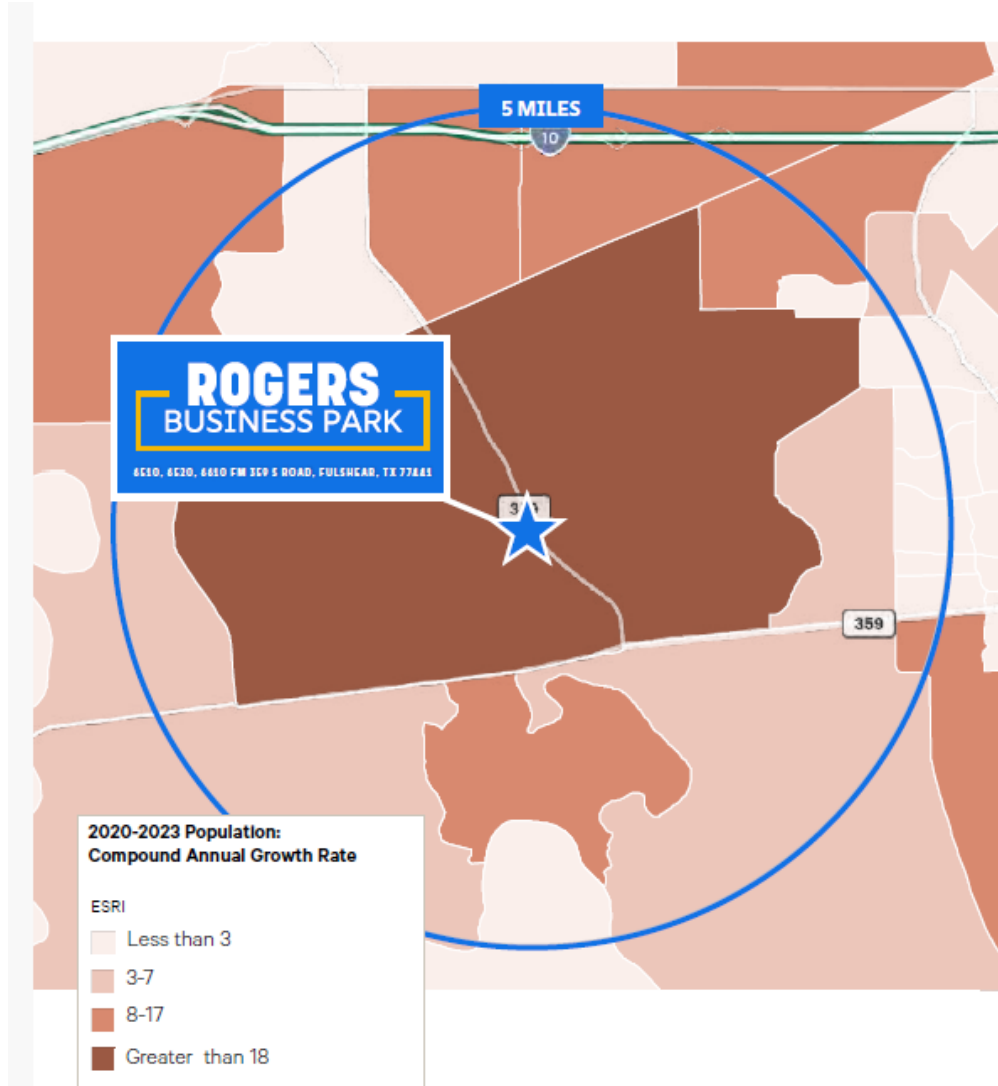 5 MILES
10
ROGERS
BUSINESS PARK
6510, 6520, 6610 FM 359 S ROAD, FULSHEAR, TX 77441
359
2020-2023 Population:
Compound Annual Growth Rate
ESRI
Less than 3
3-7
8-17
Greater than 18